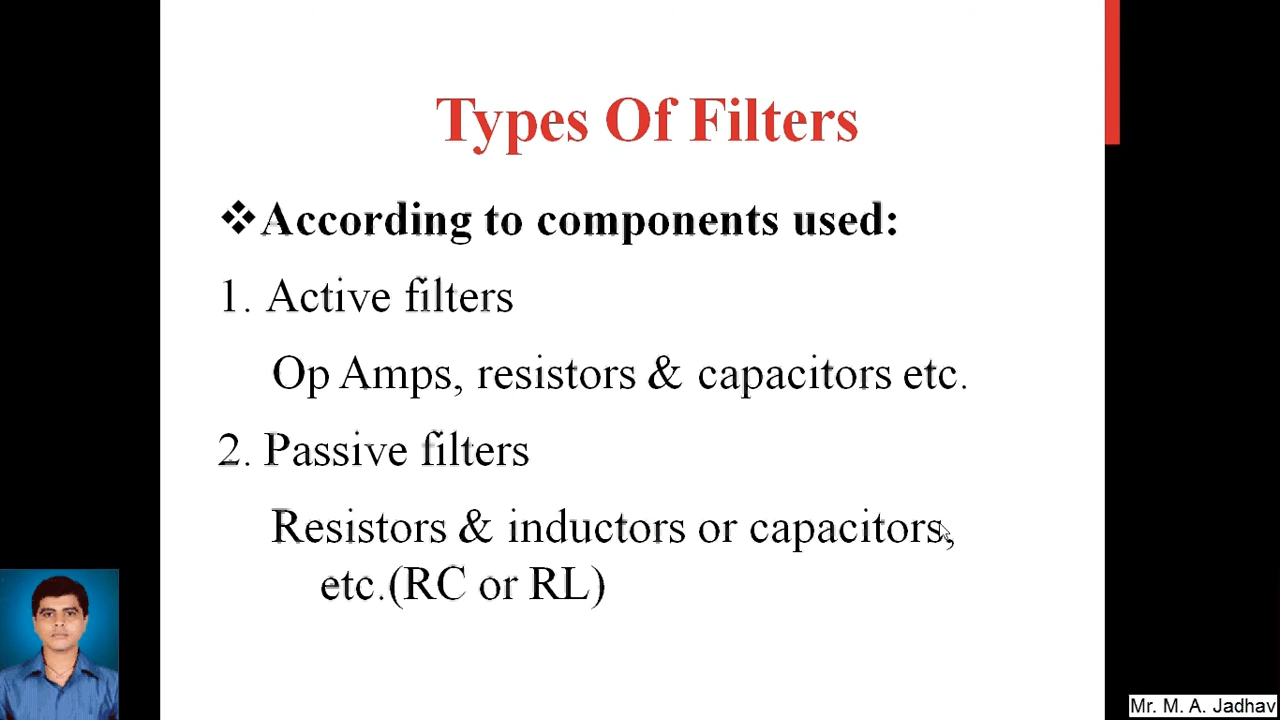 Types Of Filters
❖According to components used:
1. Active filters
Op Amps, resistors & capacitors etc.
2. Passive filters
Resistors & inductors or capacitors,
etc.(RC or RL)
Mr. M. A. Jadhav